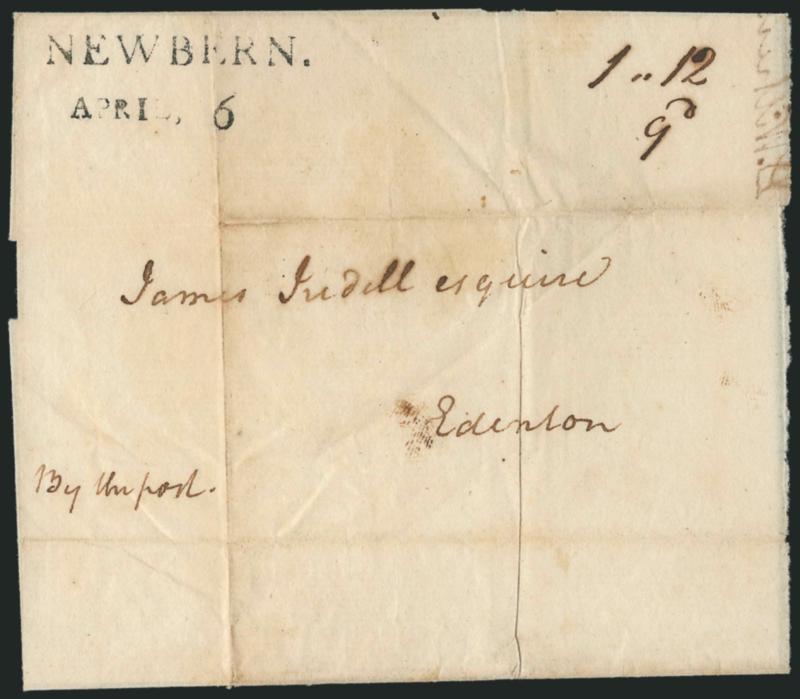 NEWBERN.
APRIL, 6
1 .. 12
9d
James Iredell esquire
Edenton
By the post.